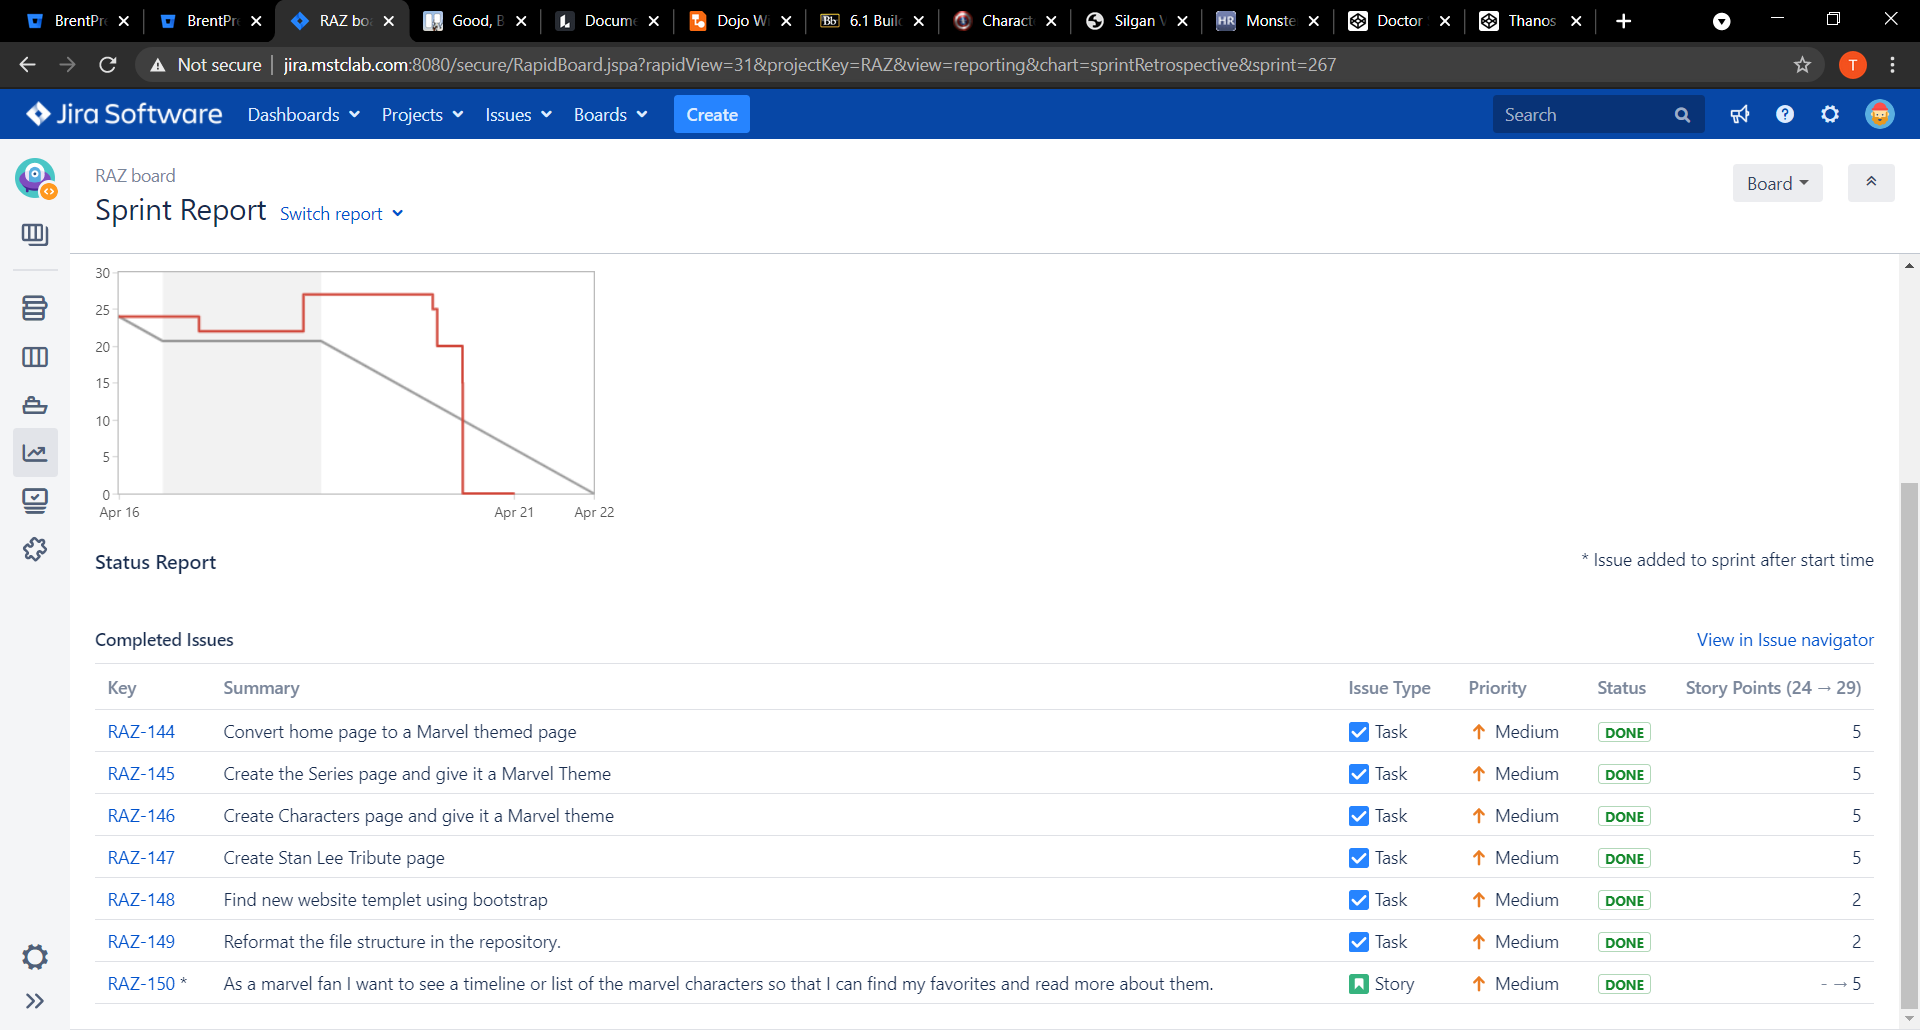 BrentPr
BrentPr
RAZ bo
Good, B
Docum
Dojo Wi
Bb 6.1 Buil
Charact
Silgan V
HR Monste
Doctor
Thanos
Not secure jira.mstclab.com:8080/secure/RapidBoard.jspa?rapidView=31&projectKey=RAZ&view=reporting&chart=sprintRetrospective&sprint=267
T
Jira Software Dashboards Projects Issues Boards Create Search
RAZ board
Sprint Report Switch report
Board
30
25
20
15
10
5
0
Apr 16 Apr 21 Apr 22
Status Report
* Issue added to sprint after start time
Completed Issues View in Issue navigator
Key Summary Issue Type Priority Status Story Points (24 → 29)
RAZ-144 Convert home page to a Marvel themed page Task Medium DONE 5
RAZ-145 Create the Series page and give it a Marvel Theme Task Medium DONE 5
RAZ-146 Create Characters page and give it a Marvel theme Task Medium DONE 5
RAZ-147 Create Stan Lee Tribute page Task Medium DONE 5
RAZ-148 Find new website templet using bootstrap Task Medium DONE 2
RAZ-149 Reformat the file structure in the repository. Task Medium DONE 2
RAZ-150 * As a marvel fan I want to see a timeline or list of the marvel characters so that I can find my favorites and read more about them. Story Medium DONE - → 5